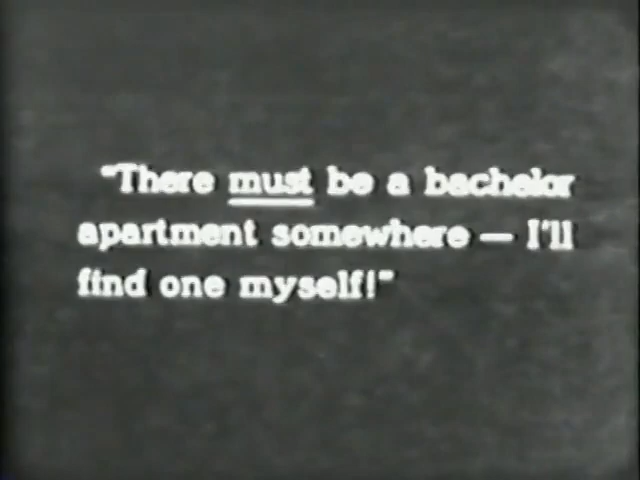 "There must be a bachelor
apartment somewhere — I'll
find one myself!"